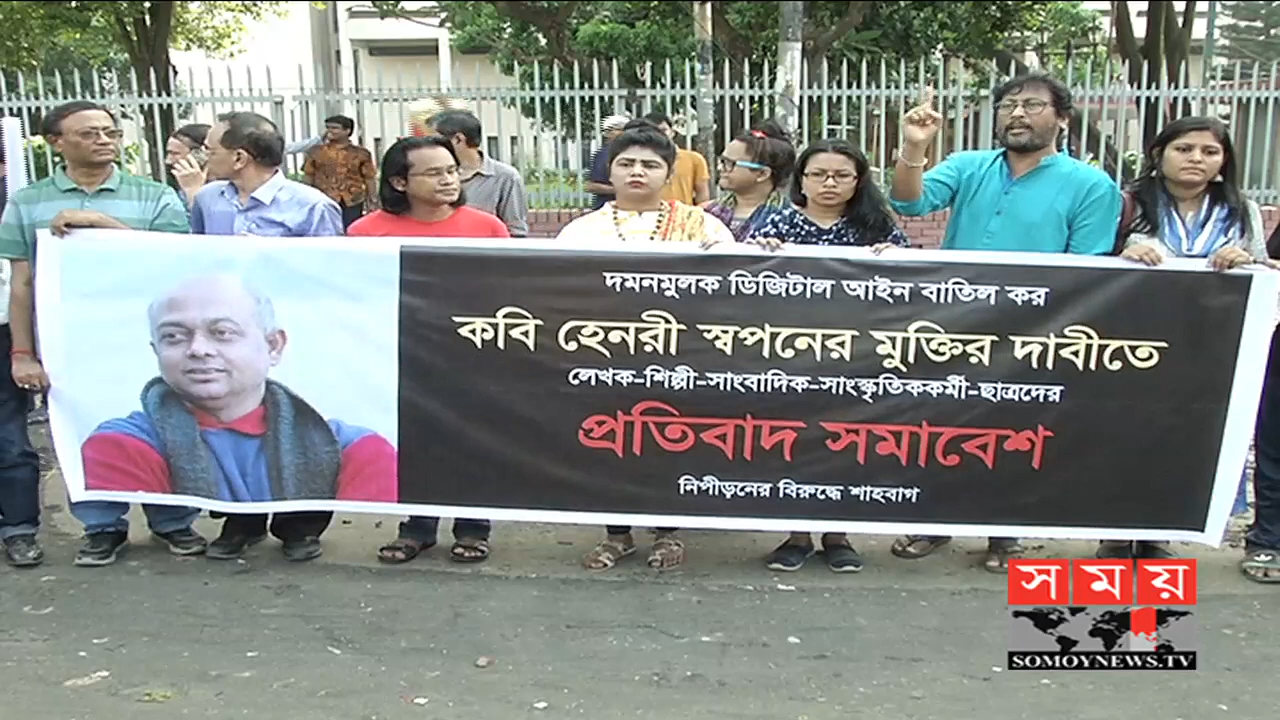 দমনমুলক ডিজিটাল আইন বাতিল কর
কবি হেনরী স্বপনের মুক্তির দাবীতে
লেখক-শিল্পী-সাংবাদিক-সাংস্কৃতিককর্মী-ছাত্রদের
প্রতিবাদ সমাবেশ
নিপীড়নের বিরুদ্ধে শাহবাগ
সময়
SOMOYNEWS.TV